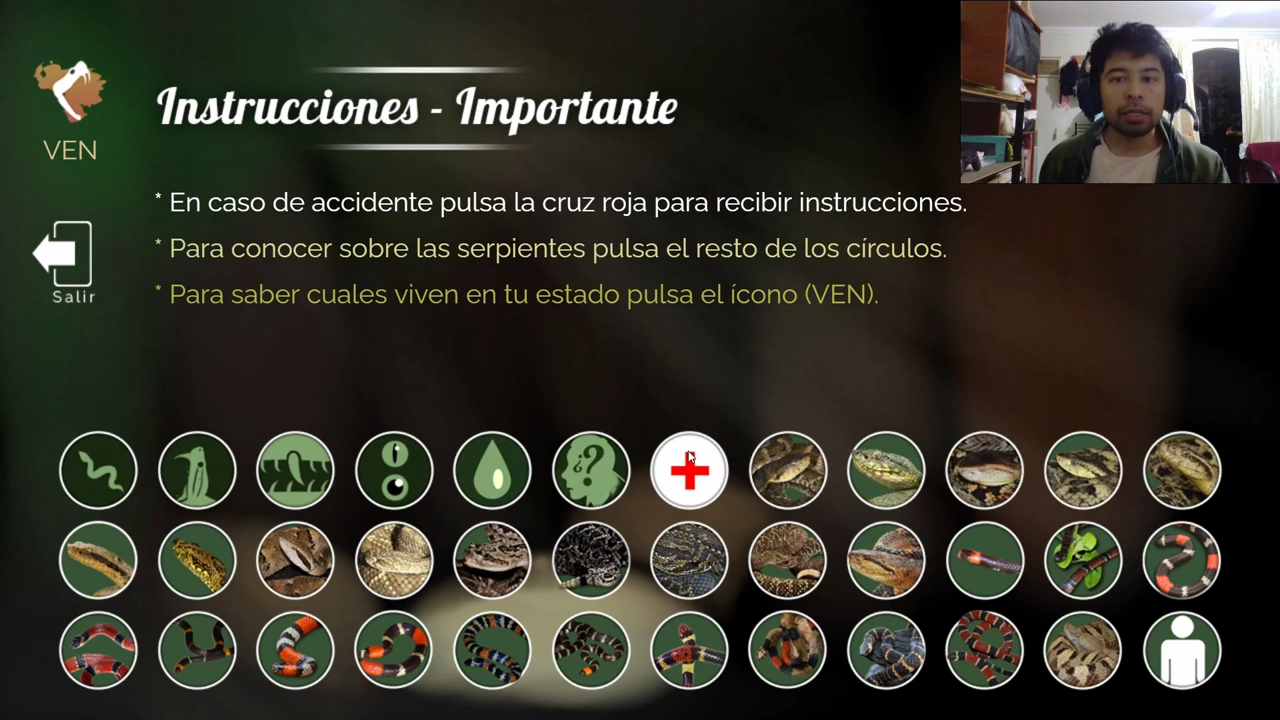 Instrucciones - Importante
VEN
* En caso de accidente pulsa la cruz roja para recibir instrucciones.
* Para conocer sobre las serpientes pulsa el resto de los círculos.
Salir
* Para saber cuales viven en tu estado pulsa el ícono (VEN).